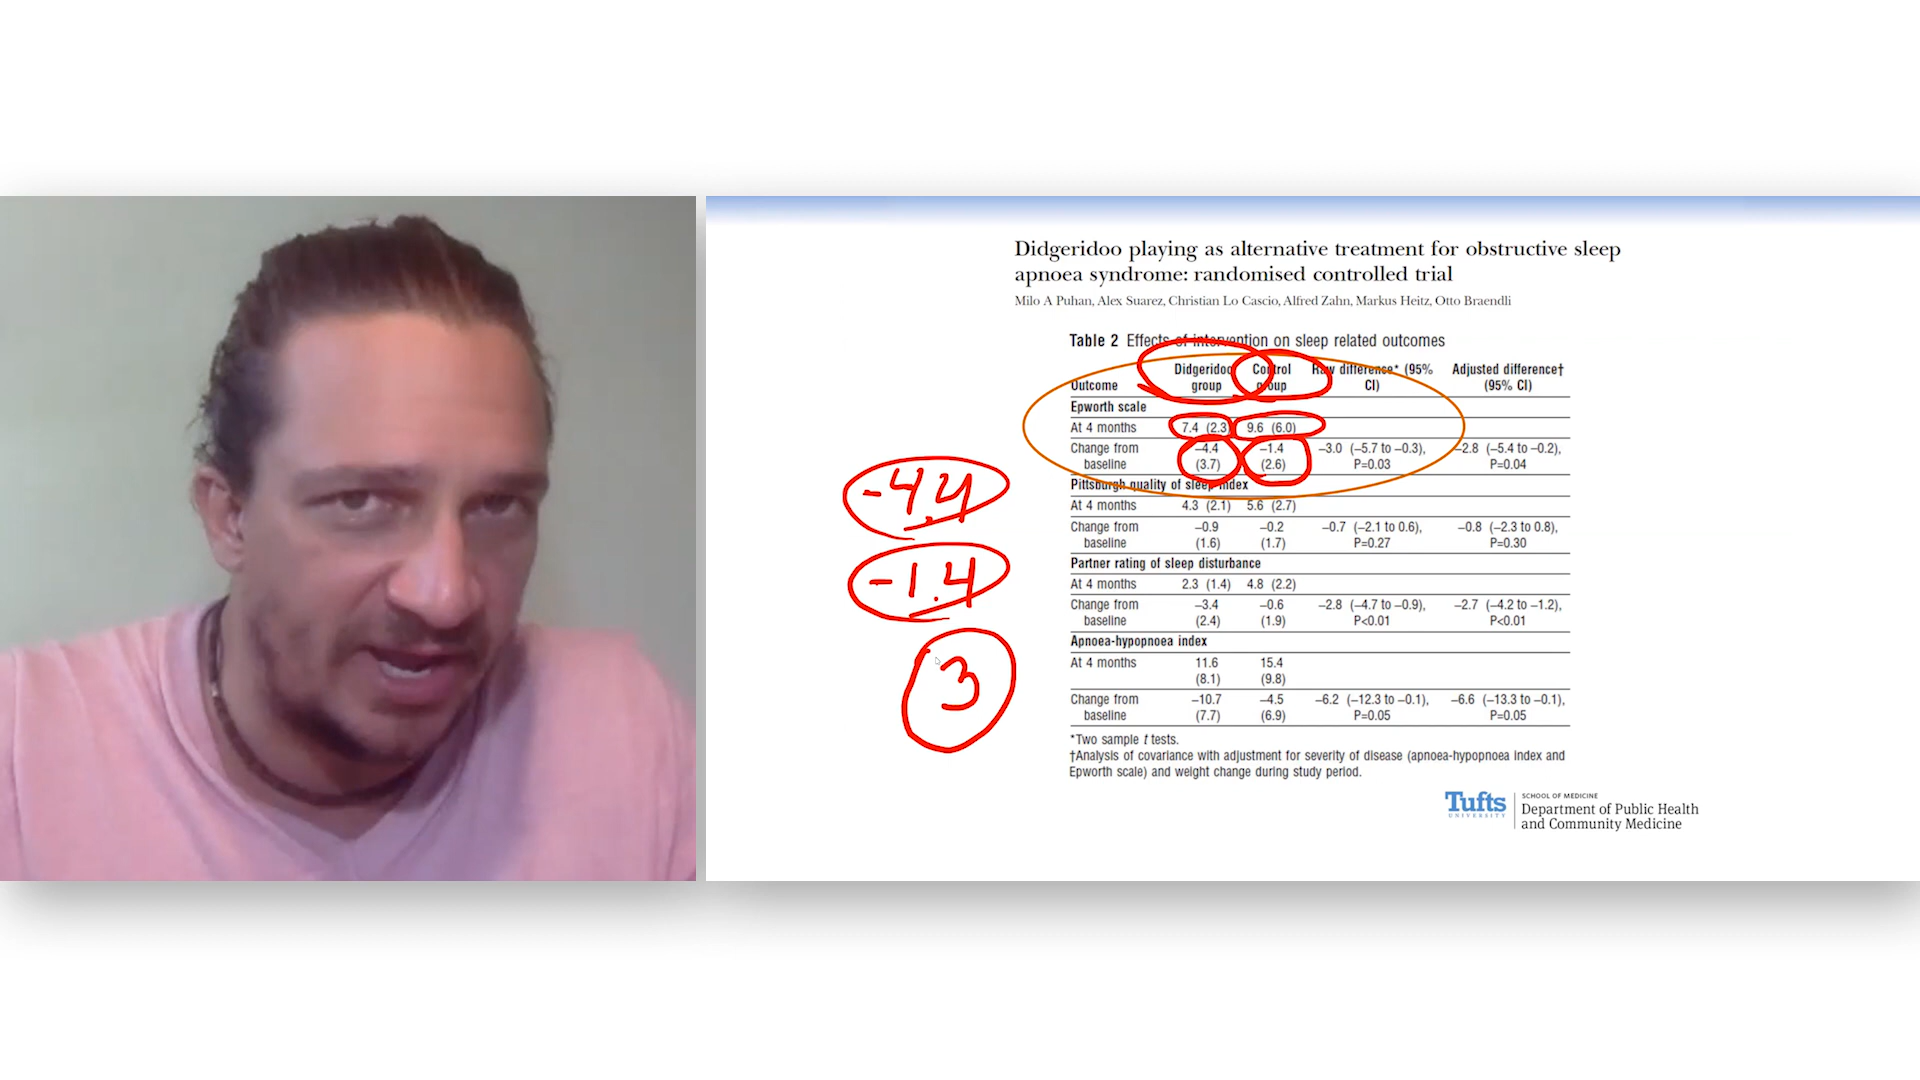 Didgeridoo playing as alternative treatment for obstructive sleep
apnoea syndrome: randomised controlled trial
Milo A Puhan, Alex Suarez, Christian Lo Cascio, Alfred Zahn, Markus Heitz, Otto Braendli
Table 2 Effects of intervention on sleep related outcomes
Outcome Didgeridoo group Control group Raw difference* (95% CI) Adjusted difference† (95% CI)
Epworth scale
At 4 months 7.4 (2.3) 9.6 (6.0)
Change from –4.4 –1.4 –3.0 (–5.7 to –0.3), –2.8 (–5.4 to –0.2),
baseline (3.7) (2.6) P=0.03 P=0.04
Pittsburgh quality of sleep index
At 4 months 4.3 (2.1) 5.6 (2.7)
Change from –0.9 –0.2 –0.7 (–2.1 to 0.6), –0.8 (–2.3 to 0.8),
baseline (1.6) (1.7) P=0.27 P=0.30
Partner rating of sleep disturbance
At 4 months 2.3 (1.4) 4.8 (2.2)
Change from –3.4 –0.6 –2.8 (–4.7 to –0.9), –2.7 (–4.2 to –1.2),
baseline (2.4) (1.9) P<0.01 P<0.01
Apnoea-hypopnoea index
At 4 months 11.6 15.4
(8.1) (9.8)
Change from –10.7 –4.5 –6.2 (–12.3 to –0.1), –6.6 (–13.3 to –0.1),
baseline (7.7) (6.9) P=0.05 P=0.05
*Two sample t tests.
†Analysis of covariance with adjustment for severity of disease (apnoea-hypopnoea index and
Epworth scale) and weight change during study period.
-4.4
-1.4
3
Tufts
UNIVERSITY
SCHOOL OF MEDICINE
Department of Public Health
and Community Medicine